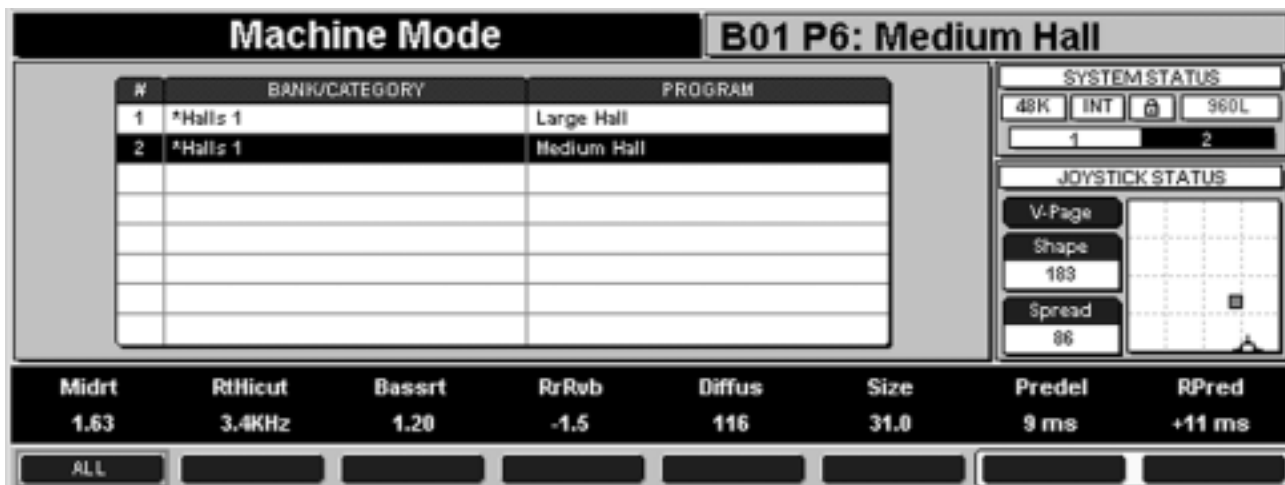 Machine Mode
B01 P6: Medium Hall
# BANK/CATEGORY PROGRAM
1 *Halls 1 Large Hall
2 *Halls 1 Medium Hall
SYSTEM STATUS
48K INT 960L
1 2
JOYSTICK STATUS
V-Page
Shape
183
Spread
86
Midrt RtHicut Bassrt RrRvb Diffus Size Predel RPred
1.63 3.4KHz 1.20 -1.5 116 31.0 9 ms +11 ms
ALL